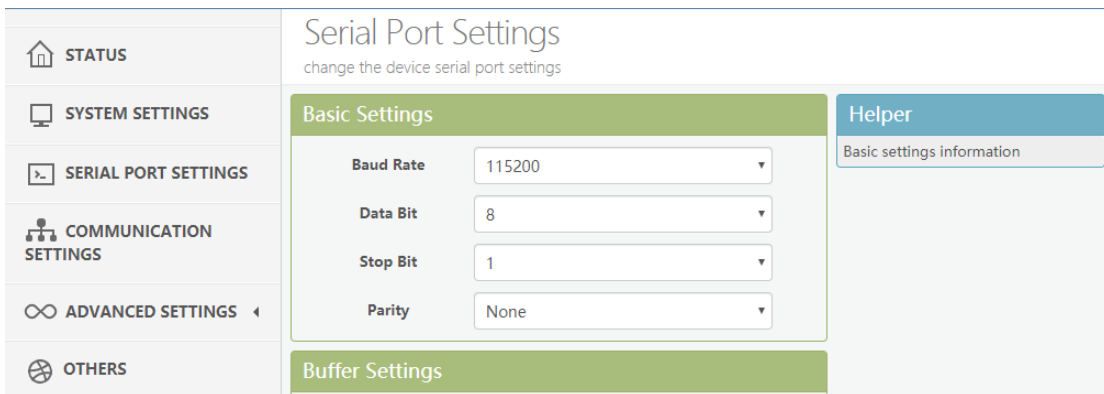 STATUS
SYSTEM SETTINGS
SERIAL PORT SETTINGS
COMMUNICATION
SETTINGS
ADVANCED SETTINGS
OTHERS
Serial Port Settings
change the device serial port settings
Basic Settings
Baud Rate 115200
Data Bit 8
Stop Bit 1
Parity None
Buffer Settings
Helper
Basic settings information